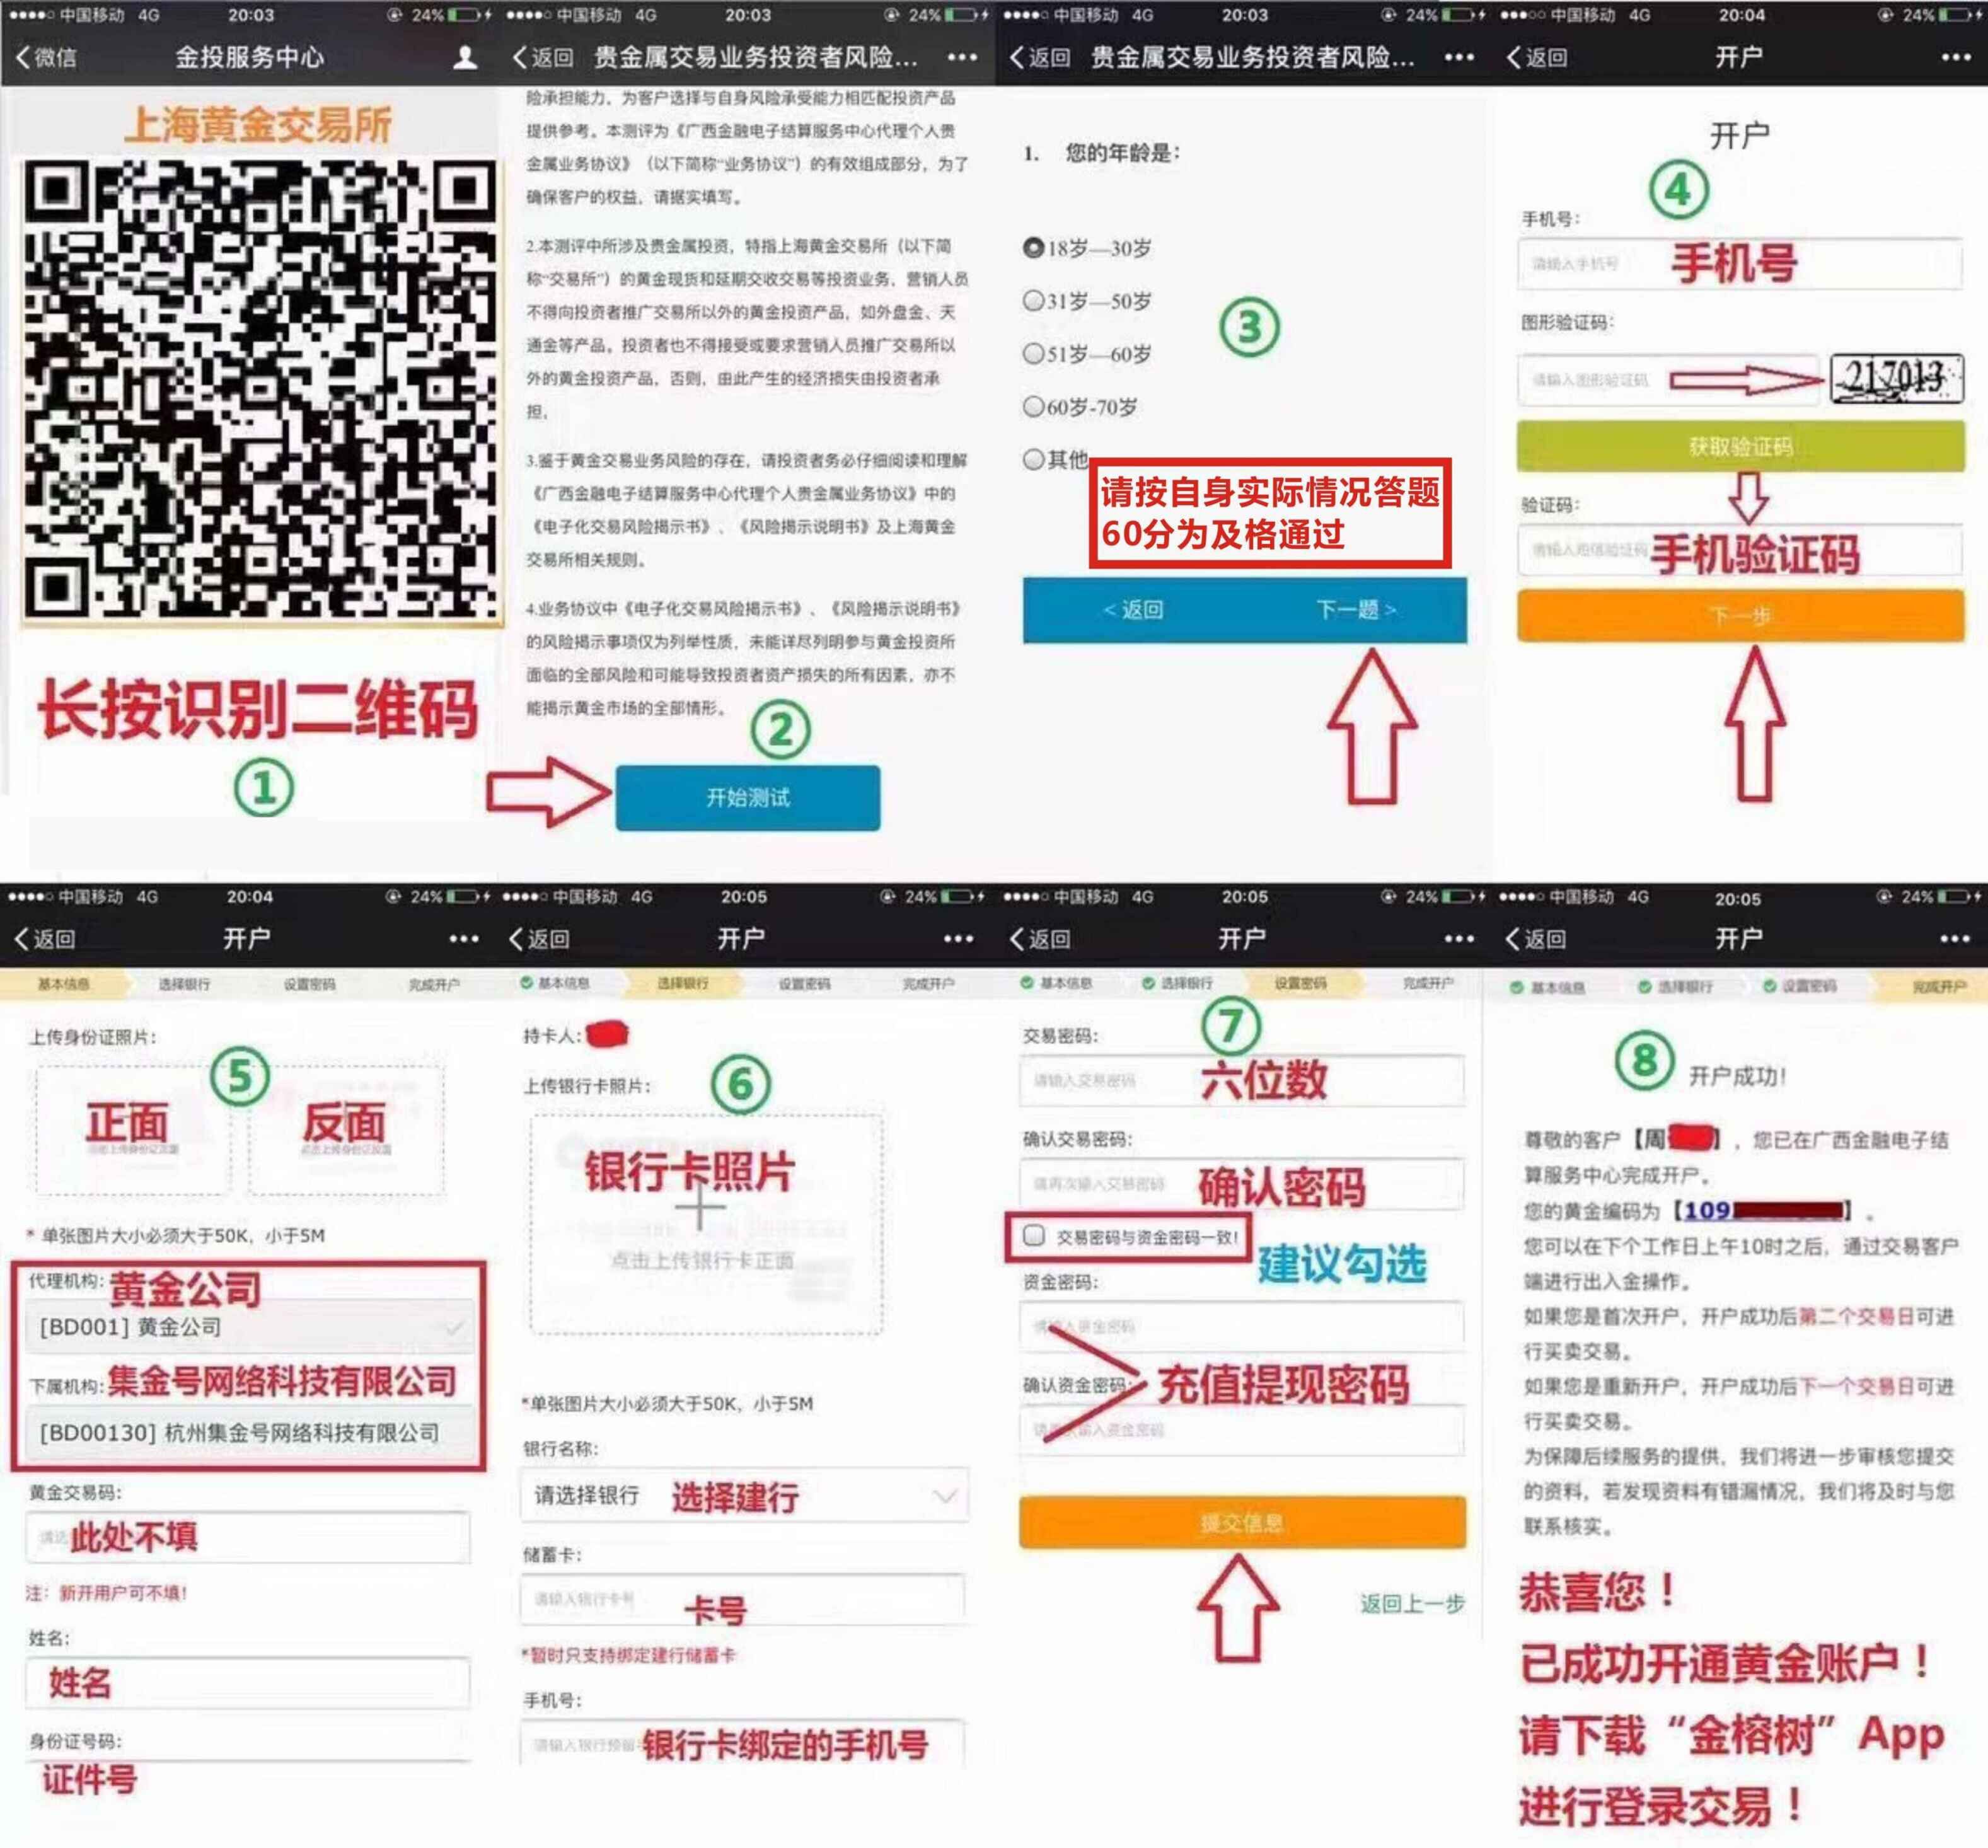 中国移动 4G 20:03 24%
微信 金投服务中心
上海黄金交易所
长按识别二维码
1
中国移动 4G 20:03 24%
返回 贵金属交易业务投资者风险...
险承担能力，为客户选择与自身风险承受能力相匹配投资产品
提供参考。本测评为《广西金融电子结算服务中心代理个人贵
金属业务协议》（以下简称“业务协议”）的有效组成部分，为了
确保客户的权益，请据实填写。
2.本测评中所涉及贵金属投资，特指上海黄金交易所（以下简
称“交易所”）的黄金现货和延期交收交易等投资业务，营销人员
不得向投资者推广交易所以外的黄金投资产品，如外盘金、天
通金等产品，投资者也不得接受或要求营销人员推广交易所以
外的黄金投资产品，否则，由此产生的经济损失由投资者承
担。
3.鉴于黄金交易业务风险的存在，请投资者务必仔细阅读和理解
《广西金融电子结算服务中心代理个人贵金属业务协议》中的
《电子化交易风险揭示书》、《风险揭示说明书》及上海黄金
交易所相关规则。
4.业务协议中《电子化交易风险揭示书》、《风险揭示说明书》
的风险揭示事项仅为列举性质，未能详尽列明参与黄金投资所
面临的全部风险和可能导致投资者资产损失的所有因素，亦不
能揭示黄金市场的全部情形。
2
开始测试
中国移动 4G 20:03 24%
返回 贵金属交易业务投资者风险...
1. 您的年龄是：
18岁—30岁
31岁—50岁
3
51岁—60岁
60岁-70岁
其他
请按自身实际情况答题
60分为及格通过
< 返回 下一题 >
中国移动 4G 20:04 24%
返回 开户
开户
4
手机号：
请输入手机号 手机号
图形验证码：
请输入图形验证码 217013
获取验证码
验证码：
请输入短信验证码 手机验证码
下一步
中国移动 4G 20:04 24%
返回 开户
基本信息 选择银行 设置密码 完成开户
上传身份证照片：
5
正面 反面
点击上传身份证正面 点击上传身份证反面
* 单张图片大小必须大于50K，小于5M
代理机构: 黄金公司
[BD001] 黄金公司
下属机构: 集金号网络科技有限公司
[BD00130] 杭州集金号网络科技有限公司
黄金交易码:
此处不填
注：新开用户可不填!
姓名:
姓名
身份证号码:
证件号
中国移动 4G 20:05 24%
返回 开户
基本信息 选择银行 设置密码 完成开户
持卡人:
上传银行卡照片：
6
银行卡照片
点击上传银行卡正面
*单张图片大小必须大于50K，小于5M
银行名称:
请选择银行 选择建行
储蓄卡:
请输入银行卡号 卡号
*暂时只支持绑定建行储蓄卡
手机号:
请输入银行预留 银行卡绑定的手机号
中国移动 4G 20:05 24%
返回 开户
基本信息 选择银行 设置密码 完成开户
7
交易密码:
请输入交易密码 六位数
确认交易密码:
请再次输入交易密码 确认密码
交易密码与资金密码一致! 建议勾选
资金密码:
请输入资金密码
确认资金密码: 充值提现密码
请再次输入资金密码
提交信息
返回上一步
中国移动 4G 20:05 24%
返回 开户
基本信息 选择银行 设置密码 完成开户
8 开户成功!
尊敬的客户【周】，您已在广西金融电子结
算服务中心完成开户。
您的黄金编码为【109】。
您可以在下个工作日上午10时之后，通过交易客户
端进行出入金操作。
如果您是首次开户，开户成功后第二个交易日可进
行买卖交易。
如果您是重新开户，开户成功后下一个交易日可进
行买卖交易。
为保障后续服务的提供，我们将进一步审核您提交
的资料，若发现资料有错漏情况，我们将及时与您
联系核实。
恭喜您！
已成功开通黄金账户！
请下载“金榕树”App
进行登录交易！